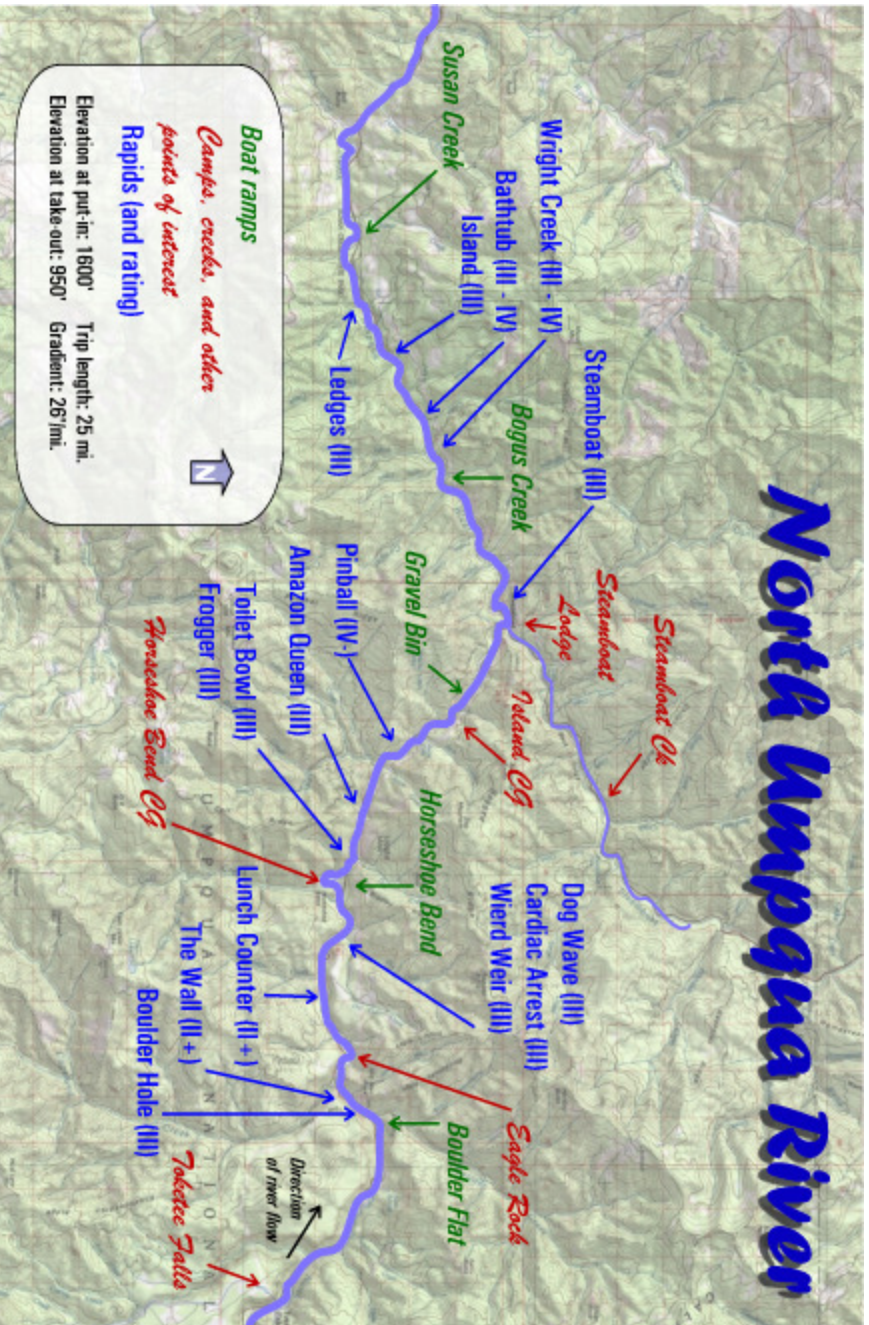 North Umpqua River
Steamboat Ck
Steamboat
Lodge
Steamboat (III)
Island CG
Wright Creek (III - IV)
Bathtub (III - IV)
Island (III)
Susan Creek
Bogus Creek
Dog Wave (III)
Cardiac Arrest (III)
Wierd Weir (III)
Eagle Rock
Horseshoe Bend
Boulder Flat
Gravel Bin
Ledges (III)
Pinball (IV-)
Amazon Queen (III)
Toilet Bowl (III)
Frogger (III)
Horseshoe Bend CG
Lunch Counter (II+)
The Wall (II+)
Boulder Hole (III)
Direction
of river flow
Toketee Falls
U M P Q U A N A T I O N A L
Boat ramps
Camps, creeks, and other
points of interest
Rapids (and rating)
N
Elevation at put-in: 1600' Trip length: 25 mi.
Elevation at take-out: 950' Gradient: 26'/mi.